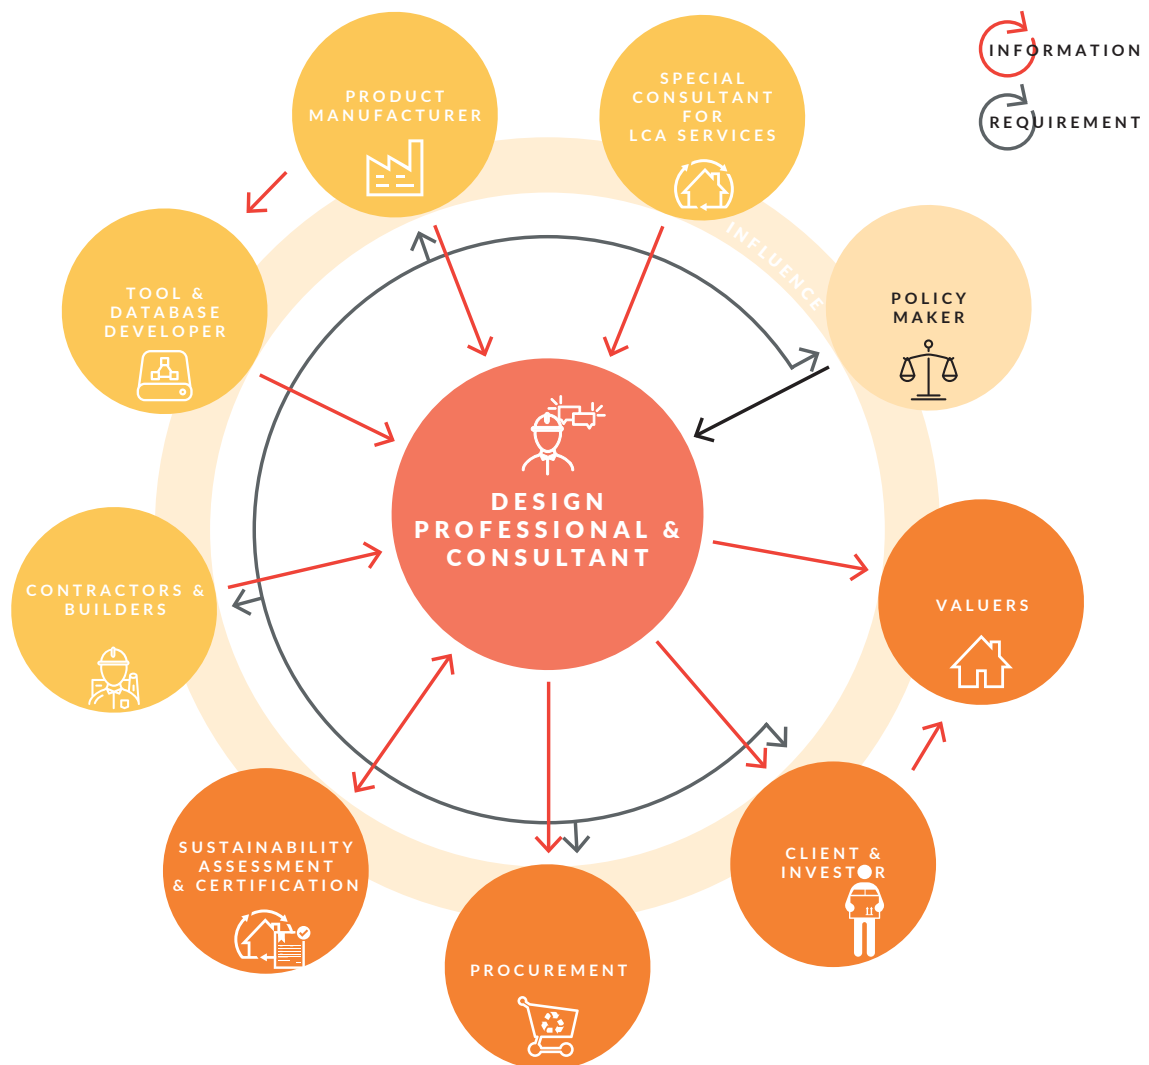 INFORMATION
REQUIREMENT
PRODUCT
MANUFACTURER
SPECIAL
CONSULTANT
FOR
LCA SERVICES
INFLUENCE
POLICY
MAKER
TOOL &
DATABASE
DEVELOPER
DESIGN
PROFESSIONAL &
CONSULTANT
CONTRACTORS &
BUILDERS
VALUERS
SUSTAINABILITY
ASSESSMENT
& CERTIFICATION
CLIENT &
INVESTOR
PROCUREMENT